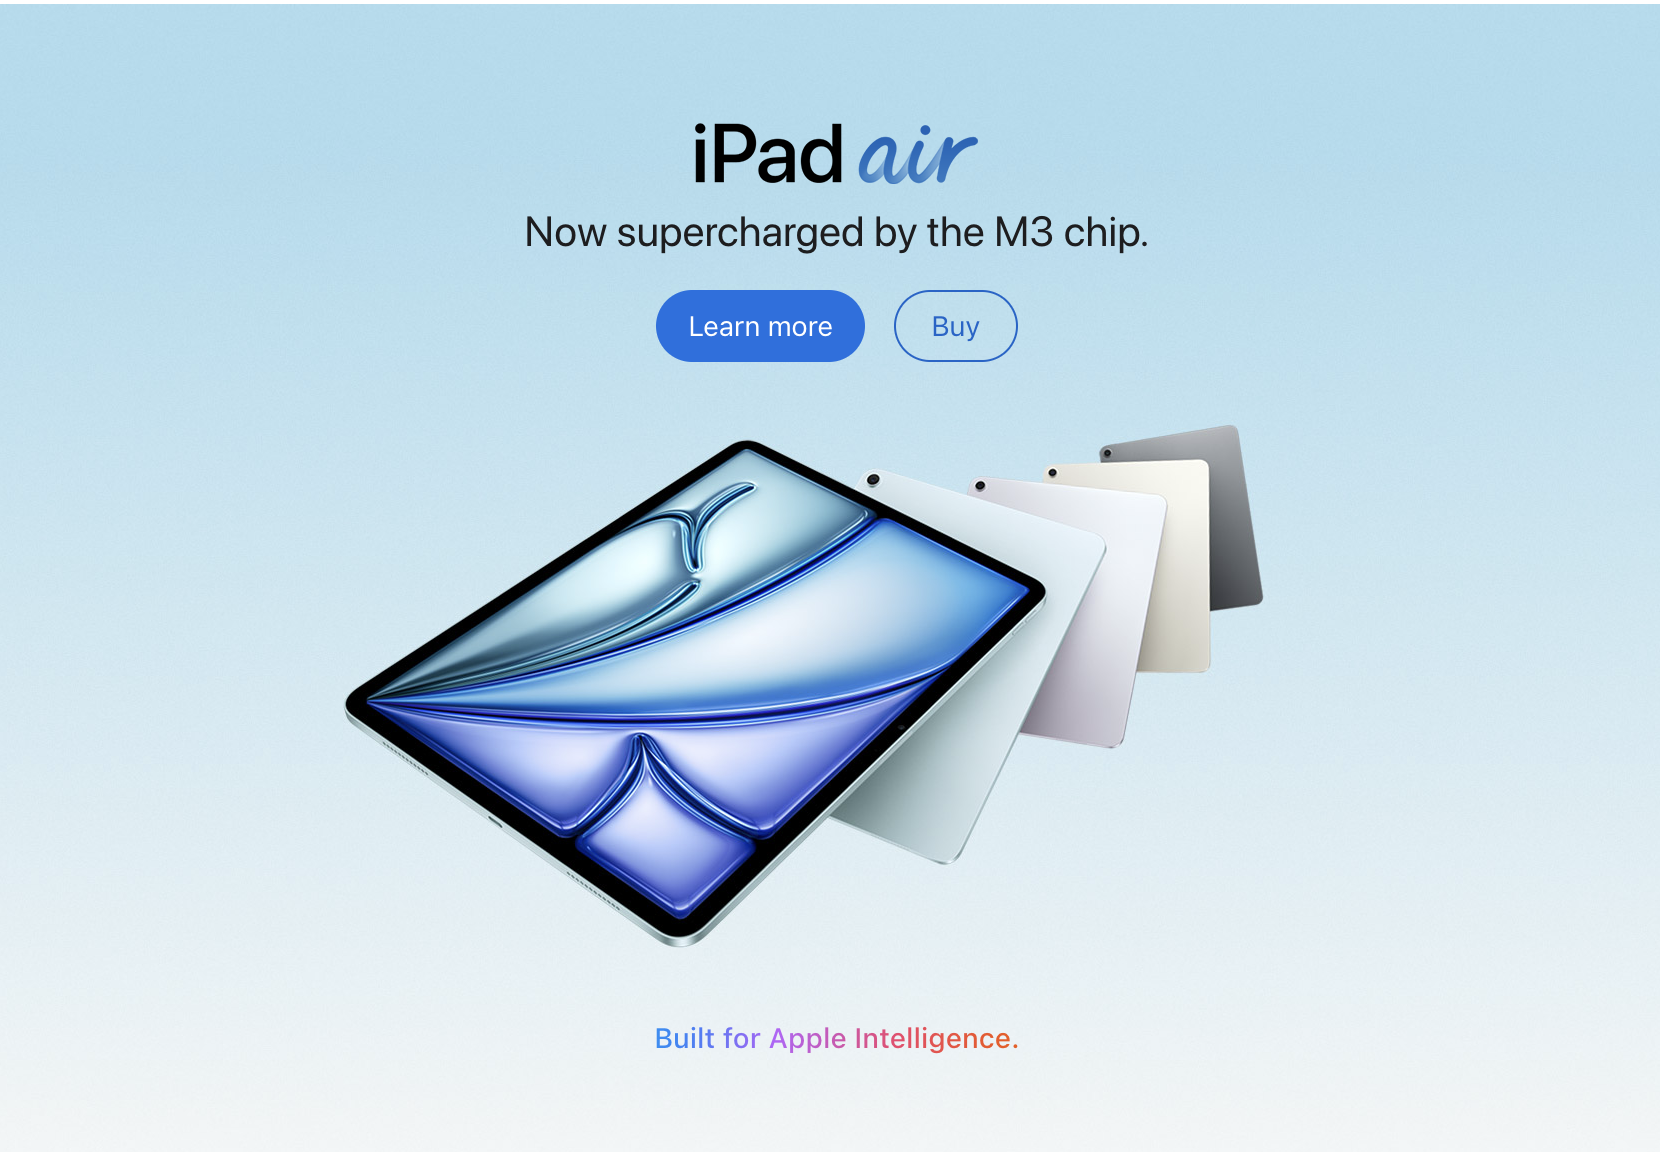 iPad air
Now supercharged by the M3 chip.
Learn more
Buy
Built for Apple Intelligence.